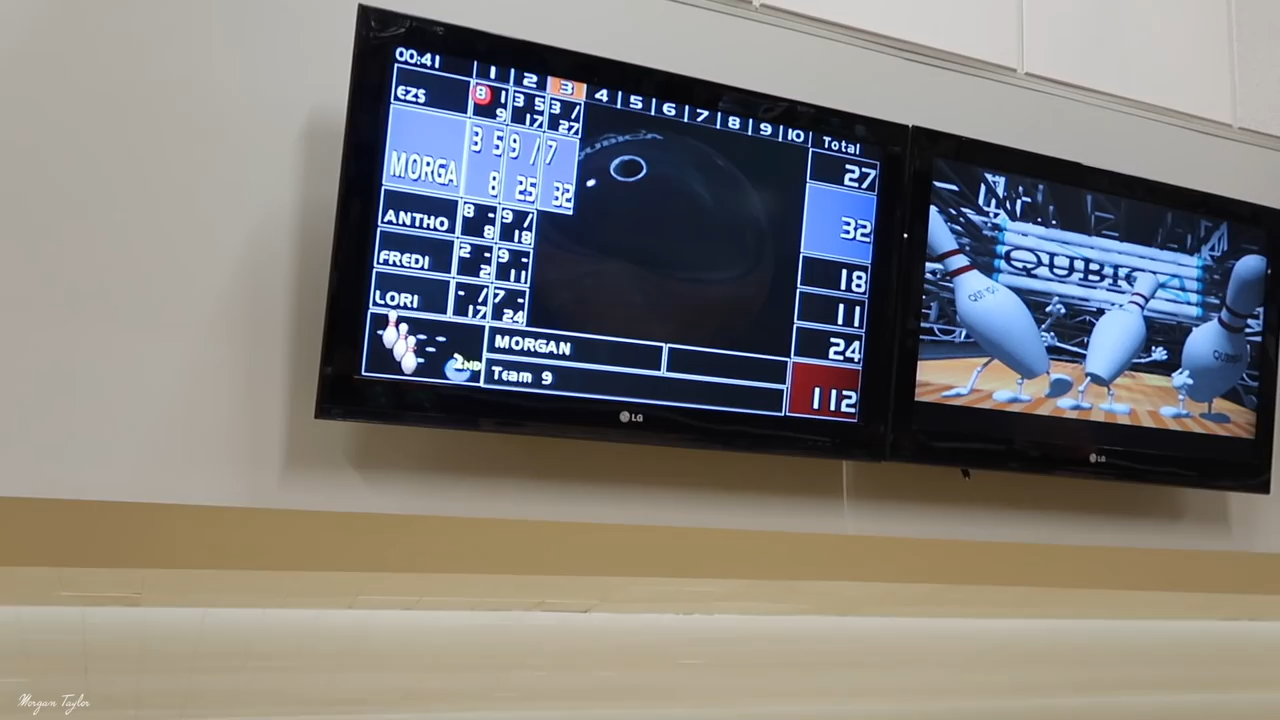 00:41
1 2 3 4 5 6 7 8 9 10 Total
EZS 8 1 3 5 3 /
9 17 27 27
MORGA 3 5 9 / 7
8 25 32 32
ANTHO 8 - 9 /
8 18 18
FREDI 2 - 9 -
2 11 11
LORI - / 7 -
17 24 24
2ND MORGAN
Team 9 112
QUBICA
LG
QUBICA
QUBICA
LG
Morgan Taylor